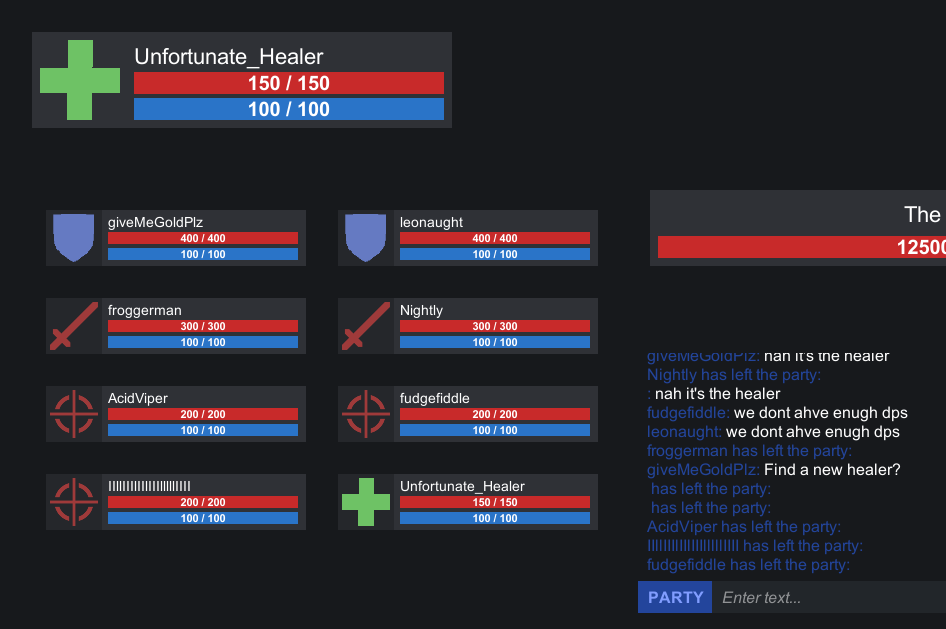 Unfortunate_Healer
150 / 150
100 / 100
giveMeGoldPlz
400 / 400
100 / 100
leonaught
400 / 400
100 / 100
froggerman
300 / 300
100 / 100
Nightly
300 / 300
100 / 100
AcidViper
200 / 200
100 / 100
fudgefiddle
200 / 200
100 / 100
200 / 200
100 / 100
Unfortunate_Healer
150 / 150
100 / 100
The
12500
giveMeGoldPlz: nah it's the healer
Nightly has left the party:
: nah it's the healer
fudgefiddle: we dont ahve enugh dps
leonaught: we dont ahve enugh dps
froggerman has left the party:
giveMeGoldPlz: Find a new healer?
has left the party:
has left the party:
AcidViper has left the party:
has left the party:
fudgefiddle has left the party:
PARTY
Enter text...